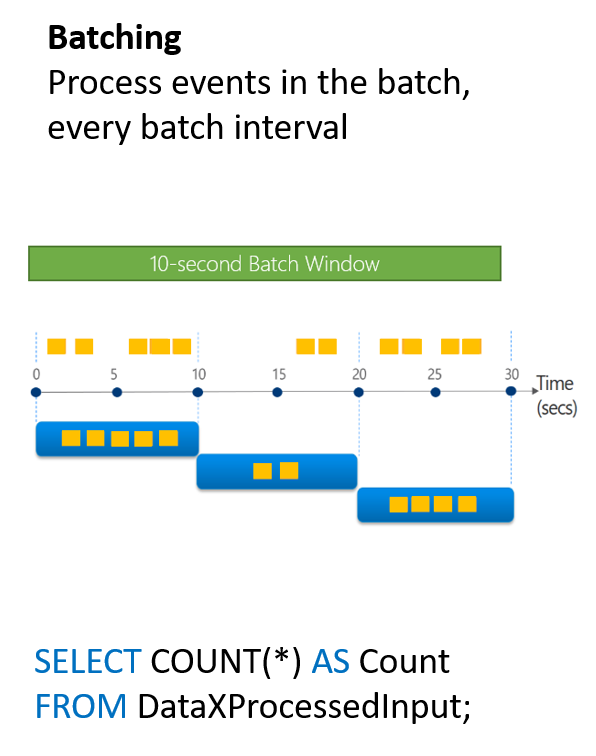 Batching
Process events in the batch,
every batch interval
10-second Batch Window
0 5 10 15 20 25 30
Time
(secs)
SELECT COUNT(*) AS Count
FROM DataXProcessedInput;